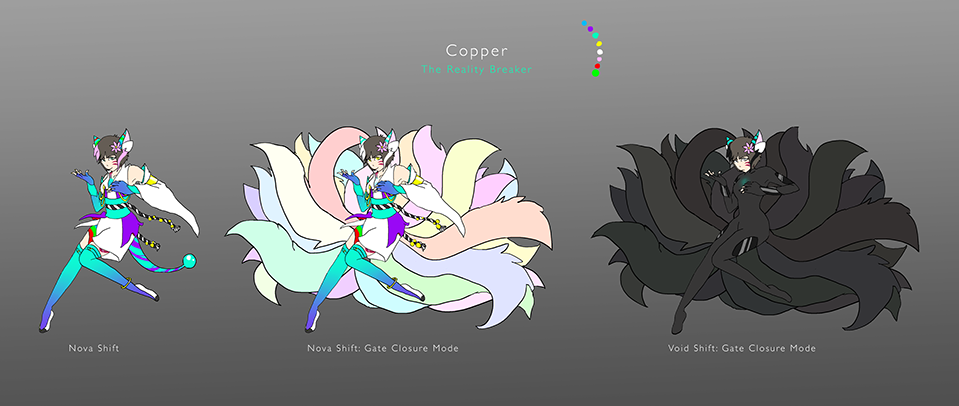 Copper
The Reality Breaker
Nova Shift
Nova Shift: Gate Closure Mode
Void Shift: Gate Closure Mode